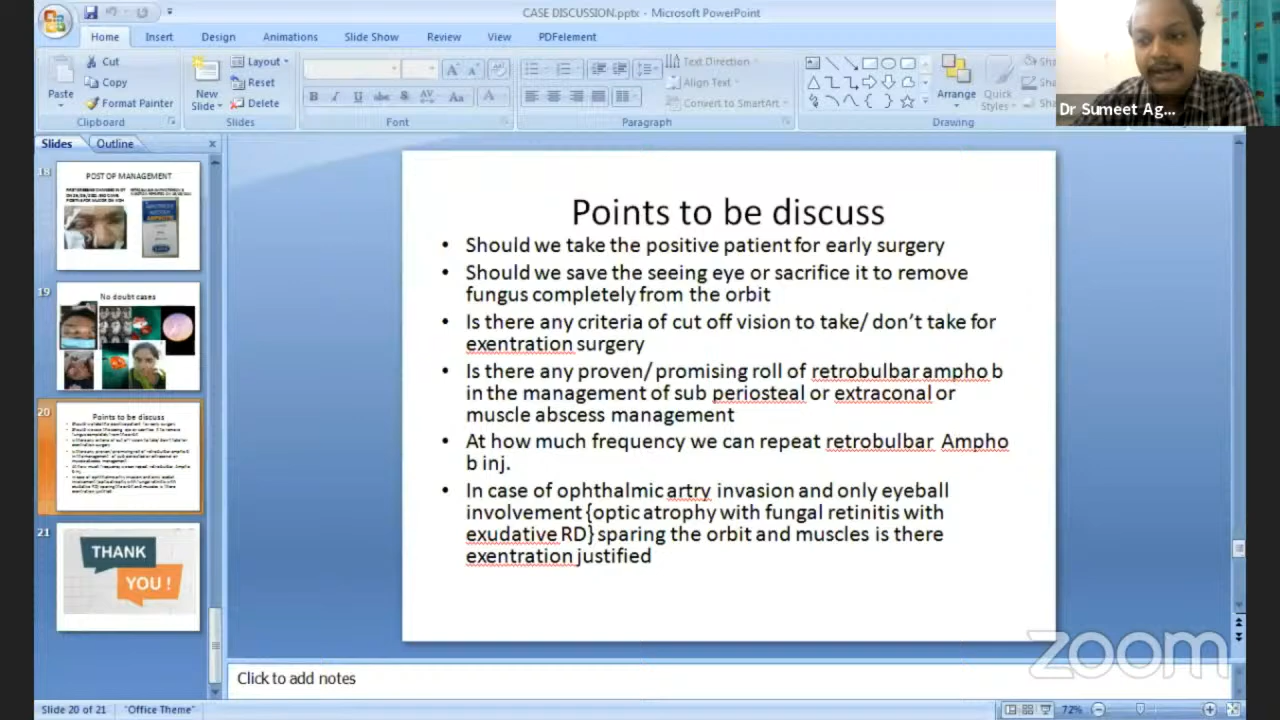 CASE DISCUSSION.pptx - Microsoft PowerPoint
Home Insert Design Animations Slide Show Review View PDFelement
Cut
Copy
Format Painter
Paste
Clipboard
New
Slide
Layout
Reset
Delete
Slides
Font
Text Direction
Align Text
Convert to SmartArt
Paragraph
Arrange
Quick
Styles
Drawing
Dr Sumeet Ag...
Slides Outline
18
POST OP MANAGEMENT
19
No doubt cases
20
Points to be discuss
21
THANK
YOU !
Points to be discuss
• Should we take the positive patient for early surgery
• Should we save the seeing eye or sacrifice it to remove
fungus completely from the orbit
• Is there any criteria of cut off vision to take/ don't take for
exentration surgery
• Is there any proven/ promising roll of retrobulbar ampho b
in the management of sub periosteal or extraconal or
muscle abscess management
• At how much frequency we can repeat retrobulbar Ampho
b inj.
• In case of ophthalmic artry invasion and only eyeball
involvement {optic atrophy with fungal retinitis with
exudative RD} sparing the orbit and muscles is there
exentration justified
Click to add notes
zoom
Slide 20 of 21 "Office Theme" 72%